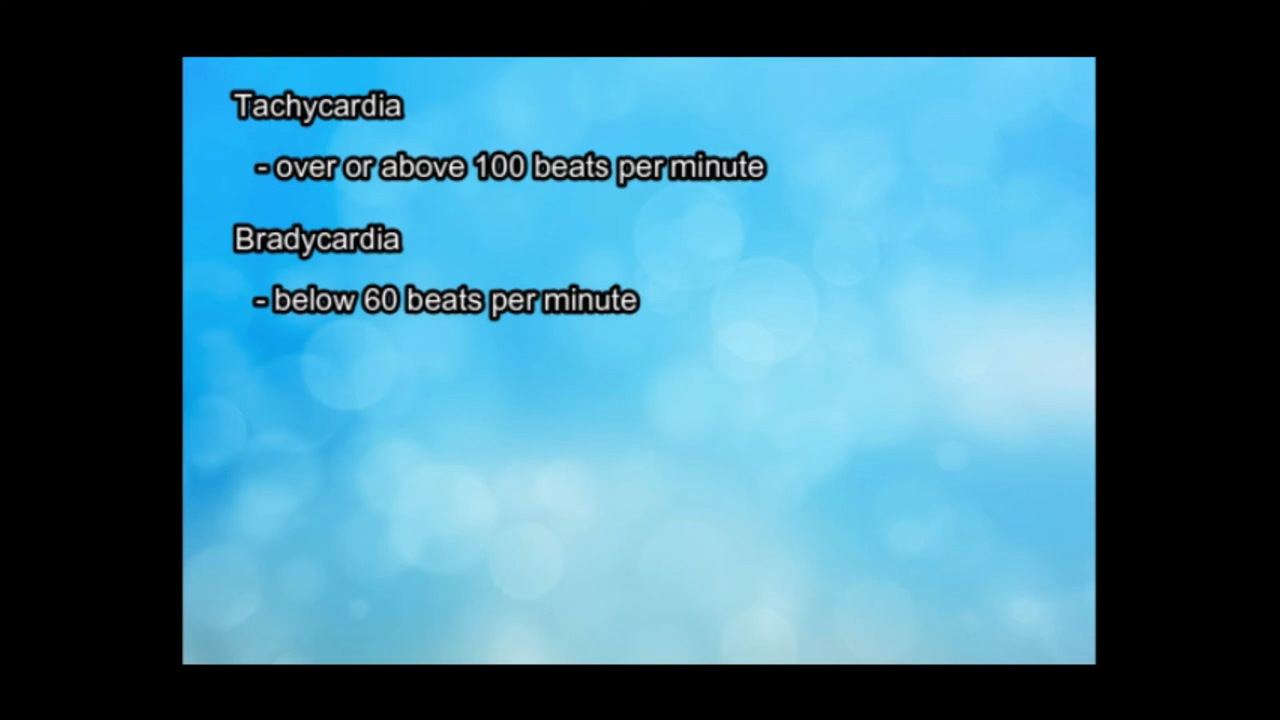 Tachycardia
- over or above 100 beats per minute
Bradycardia
- below 60 beats per minute